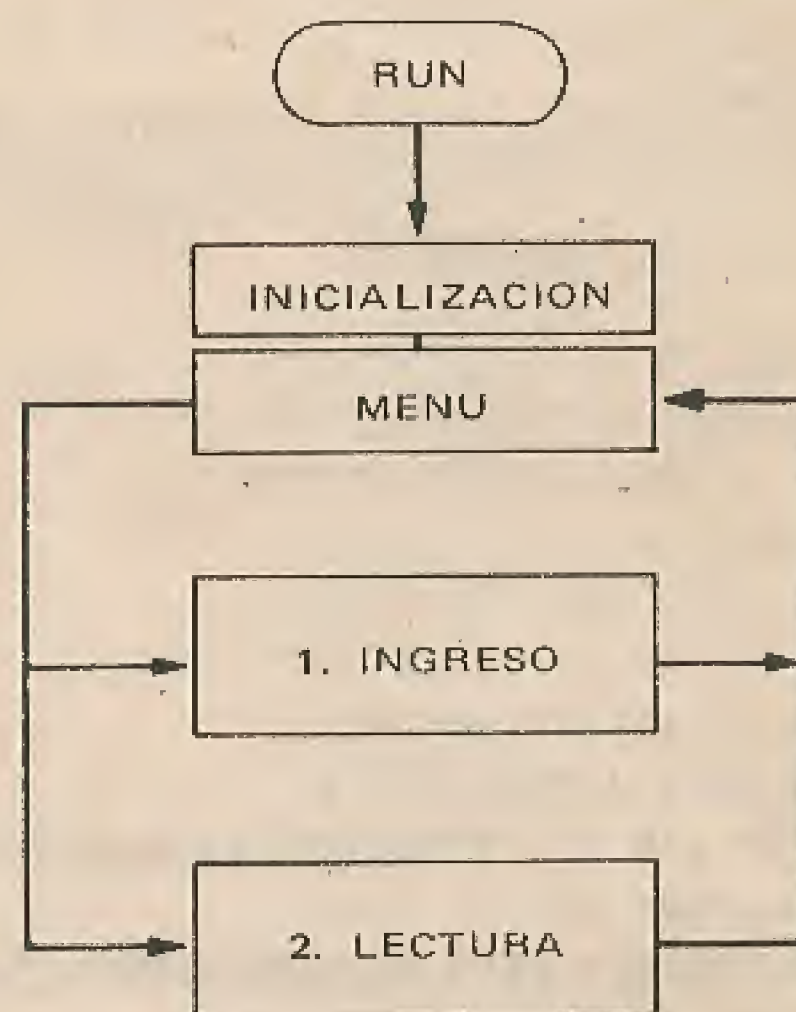 RUN
INICIALIZACION
MENU
1. INGRESO
2. LECTURA